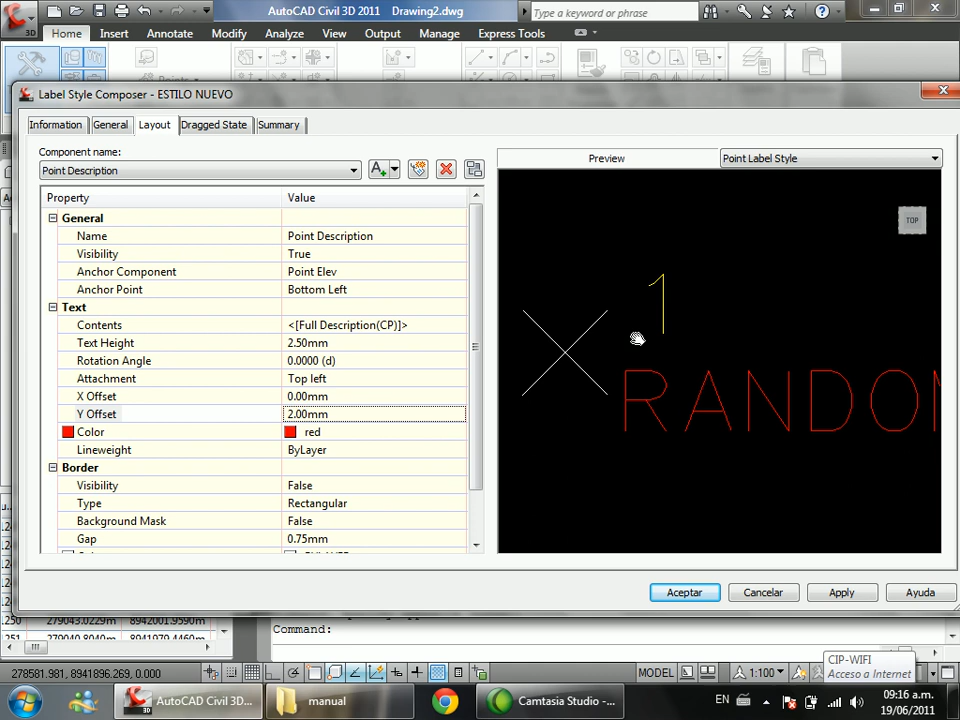 AutoCAD Civil 3D 2011 Drawing2.dwg
Type a keyword or phrase
3D
Home Insert Annotate Modify Analyze View Output Manage Express Tools
Label Style Composer - ESTILO NUEVO
Information General Layout Dragged State Summary
Component name:
Point Description
Preview
Point Label Style
Property Value
General
Name Point Description
Visibility True
Anchor Component Point Elev
Anchor Point Bottom Left
Text
Contents <[Full Description(CP)]>
Text Height 2.50mm
Rotation Angle 0.0000 (d)
Attachment Top left
X Offset 0.00mm
Y Offset 2.00mm
Color red
Lineweight ByLayer
Border
Visibility False
Type Rectangular
Background Mask False
Gap 0.75mm
TOP
1
RANDOM
Aceptar Cancelar Apply Ayuda
.250 279043.0229m 8942001.9590m
.251 279040.8040m 8941979.4460m
Command:
278581.001, 8941896.269, 0.000
MODEL
1:100
CIP-WIFI
Acceso a Internet
AutoCAD Civil 3D...
manual
Camtasia Studio -...
EN
09:16 a.m.
19/06/2011